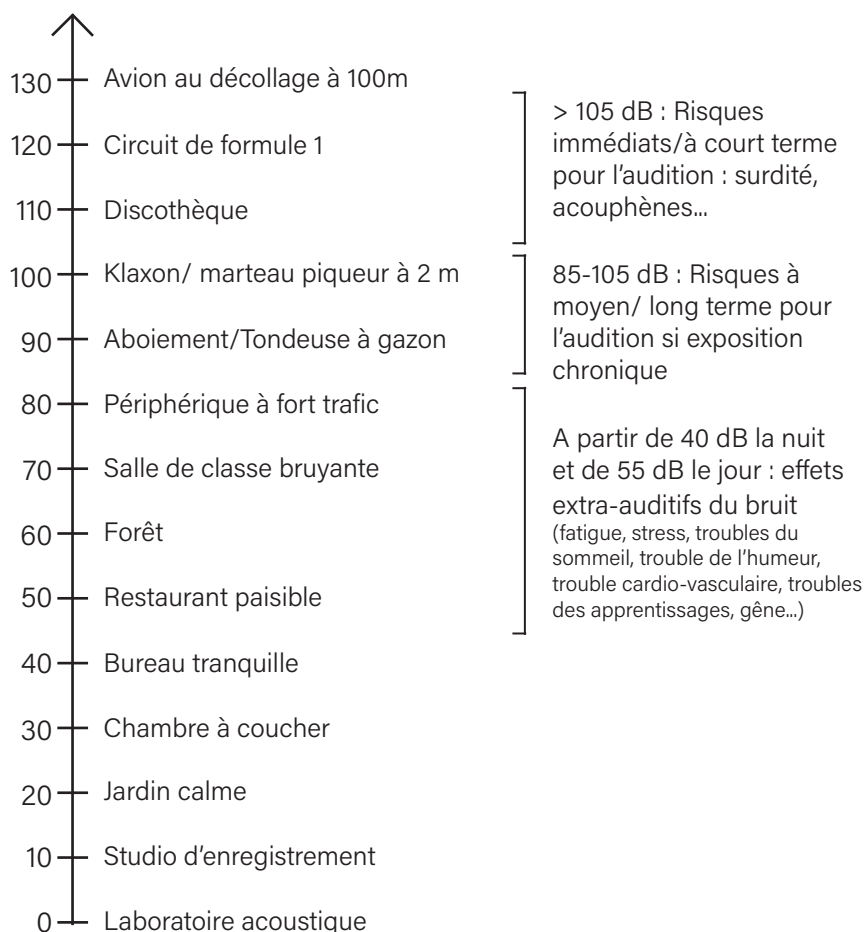 130 Avion au décollage à 100m
120 Circuit de formule 1
110 Discothèque
100 Klaxon/ marteau piqueur à 2 m
90 Aboiement/Tondeuse à gazon
80 Périphérique à fort trafic
70 Salle de classe bruyante
60 Forêt
50 Restaurant paisible
40 Bureau tranquille
30 Chambre à coucher
20 Jardin calme
10 Studio d'enregistrement
0 Laboratoire acoustique
> 105 dB : Risques
immédiats/à court terme
pour l'audition : surdité,
acouphènes...
85-105 dB : Risques à
moyen/ long terme pour
l'audition si exposition
chronique
A partir de 40 dB la nuit
et de 55 dB le jour : effets
extra-auditifs du bruit
(fatigue, stress, troubles du
sommeil, trouble de l'humeur,
trouble cardio-vasculaire, troubles
des apprentissages, gêne...)